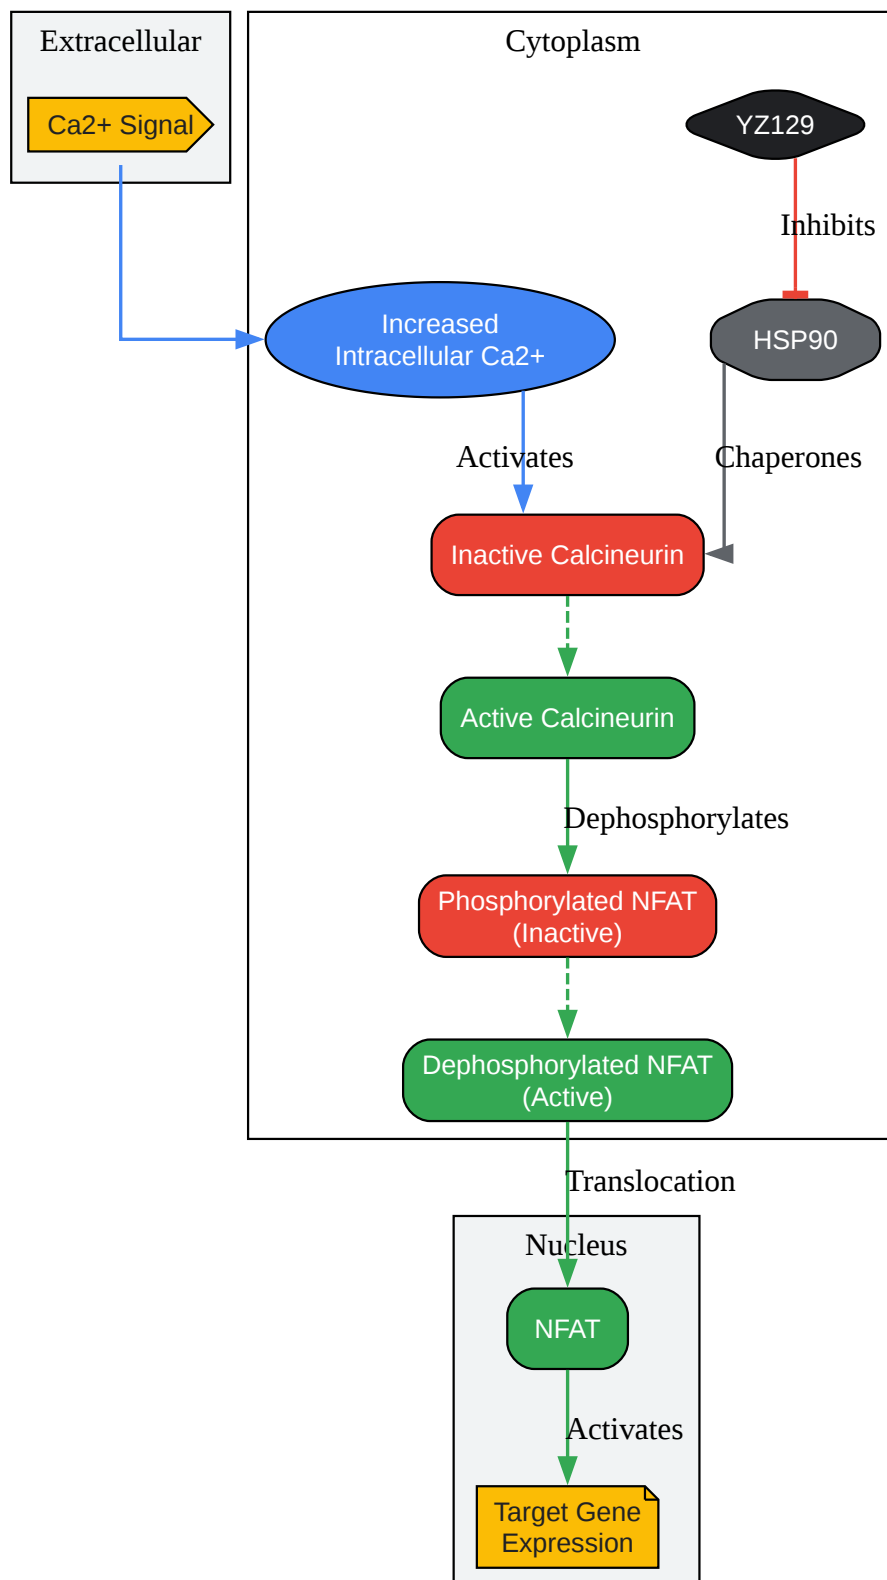 Extracellular
Cytoplasm
Ca2+ Signal
YZ129
Inhibits
Increased
Intracellular Ca2+
HSP90
Activates
Chaperones
Inactive Calcineurin
Active Calcineurin
Dephosphorylates
Phosphorylated NFAT
(Inactive)
Dephosphorylated NFAT
(Active)
Translocation
Nucleus
NFAT
Activates
Target Gene
Expression